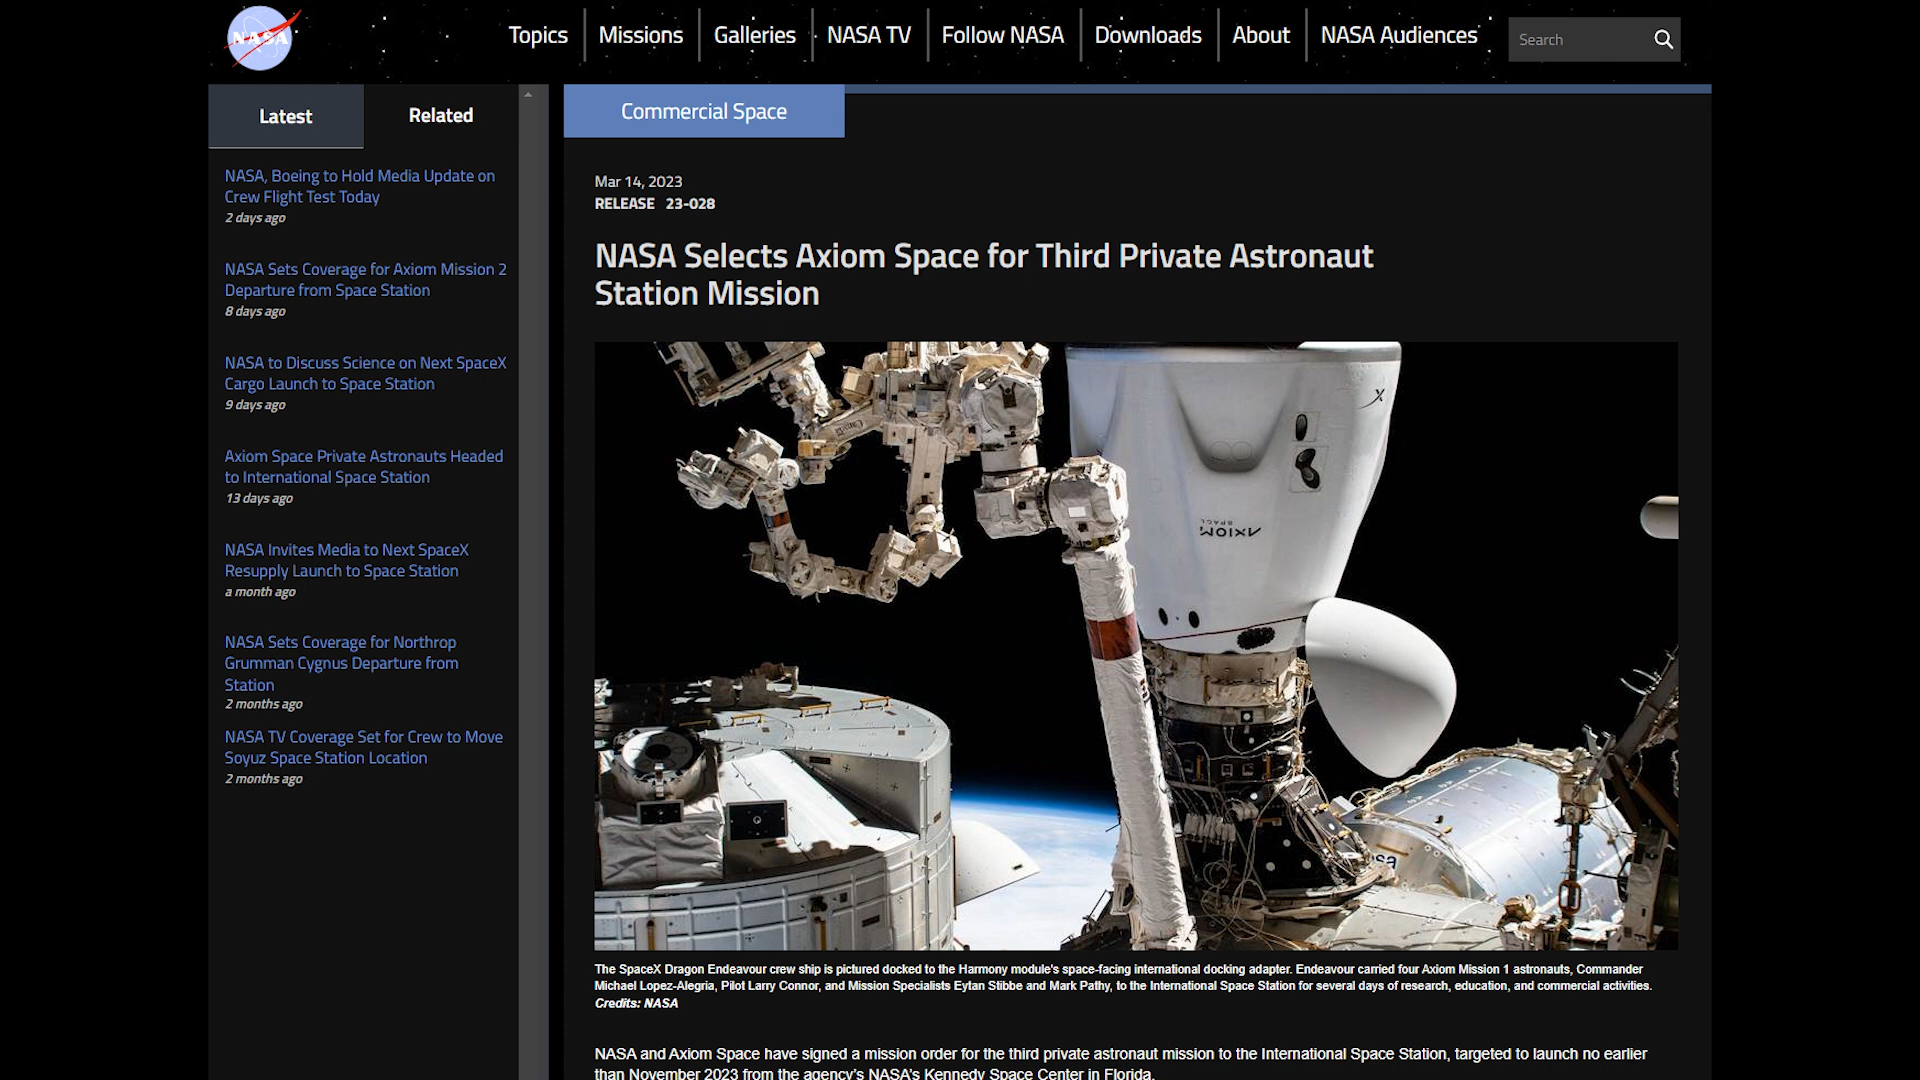 NASA
Topics
Missions
Galleries
NASA TV
Follow NASA
Downloads
About
NASA Audiences
Search
Latest
Related
NASA, Boeing to Hold Media Update on
Crew Flight Test Today
2 days ago
NASA Sets Coverage for Axiom Mission 2
Departure from Space Station
8 days ago
NASA to Discuss Science on Next SpaceX
Cargo Launch to Space Station
9 days ago
Axiom Space Private Astronauts Headed
to International Space Station
13 days ago
NASA Invites Media to Next SpaceX
Resupply Launch to Space Station
a month ago
NASA Sets Coverage for Northrop
Grumman Cygnus Departure from
Station
2 months ago
NASA TV Coverage Set for Crew to Move
Soyuz Space Station Location
2 months ago
Commercial Space
Mar 14, 2023
RELEASE 23-028
NASA Selects Axiom Space for Third Private Astronaut
Station Mission
X
AXIOM
SPACE
sa
The SpaceX Dragon Endeavour crew ship is pictured docked to the Harmony module's space-facing international docking adapter. Endeavour carried four Axiom Mission 1 astronauts, Commander
Michael Lopez-Alegria, Pilot Larry Connor, and Mission Specialists Eytan Stibbe and Mark Pathy, to the International Space Station for several days of research, education, and commercial activities.
Credits: NASA
NASA and Axiom Space have signed a mission order for the third private astronaut mission to the International Space Station, targeted to launch no earlier
than November 2023 from the agency's NASA's Kennedy Space Center in Florida.